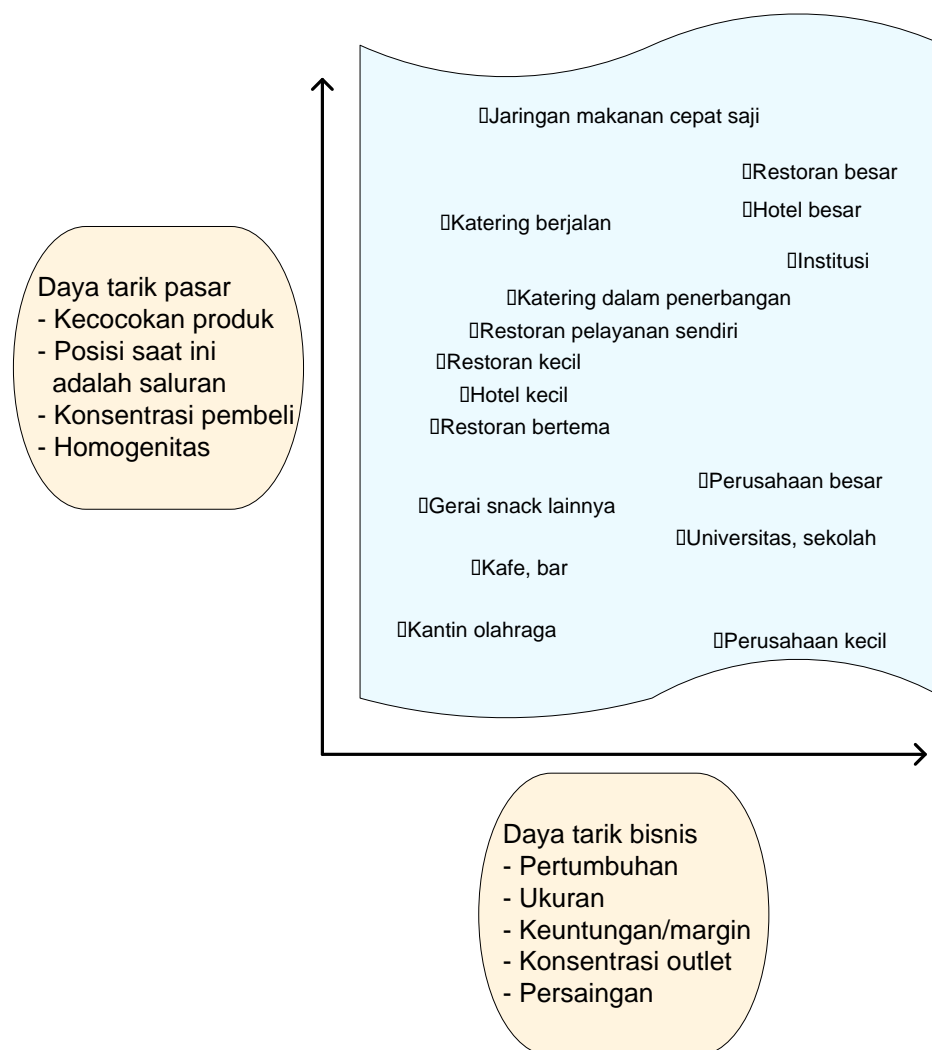 Jaringan makanan cepat saji
Restoran besar
Hotel besar
Katering berjalan
Institusi
Katering dalam penerbangan
Restoran pelayanan sendiri
Restoran kecil
Hotel kecil
Restoran bertema
Perusahaan besar
Gerai snack lainnya
Universitas, sekolah
Kafe, bar
Kantin olahraga
Perusahaan kecil
Daya tarik pasar
- Kecocokan produk
- Posisi saat ini
adalah saluran
- Konsentrasi pembeli
- Homogenitas
Daya tarik bisnis
- Pertumbuhan
- Ukuran
- Keuntungan/margin
- Konsentrasi outlet
- Persaingan